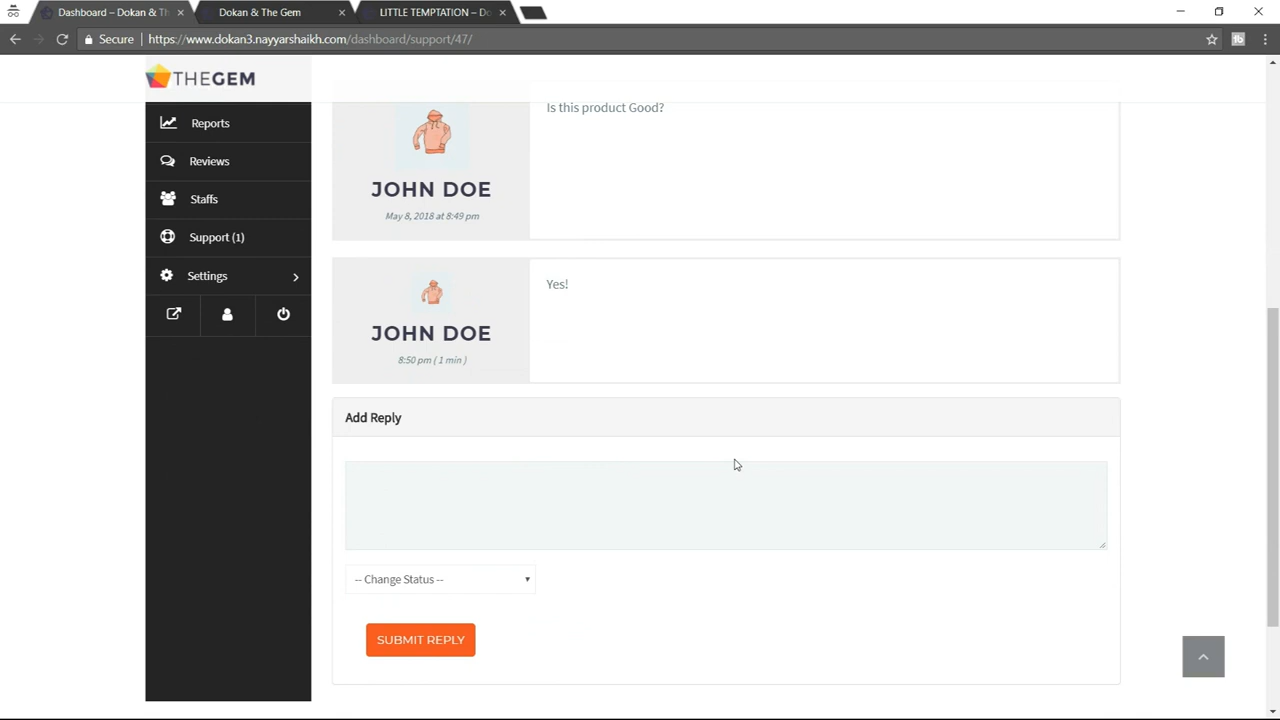 Dashboard – Dokan & Th
Dokan & The Gem
LITTLE TEMPTATION – Do
Secure
https://www.dokan3.nayyarshaikh.com/dashboard/support/47/
fb
THEGEM
Reports
Reviews
Staffs
Support (1)
Settings
Is this product Good?
JOHN DOE
May 8, 2018 at 8:49 pm
Yes!
JOHN DOE
8:50 pm ( 1 min )
Add Reply
-- Change Status --
SUBMIT REPLY